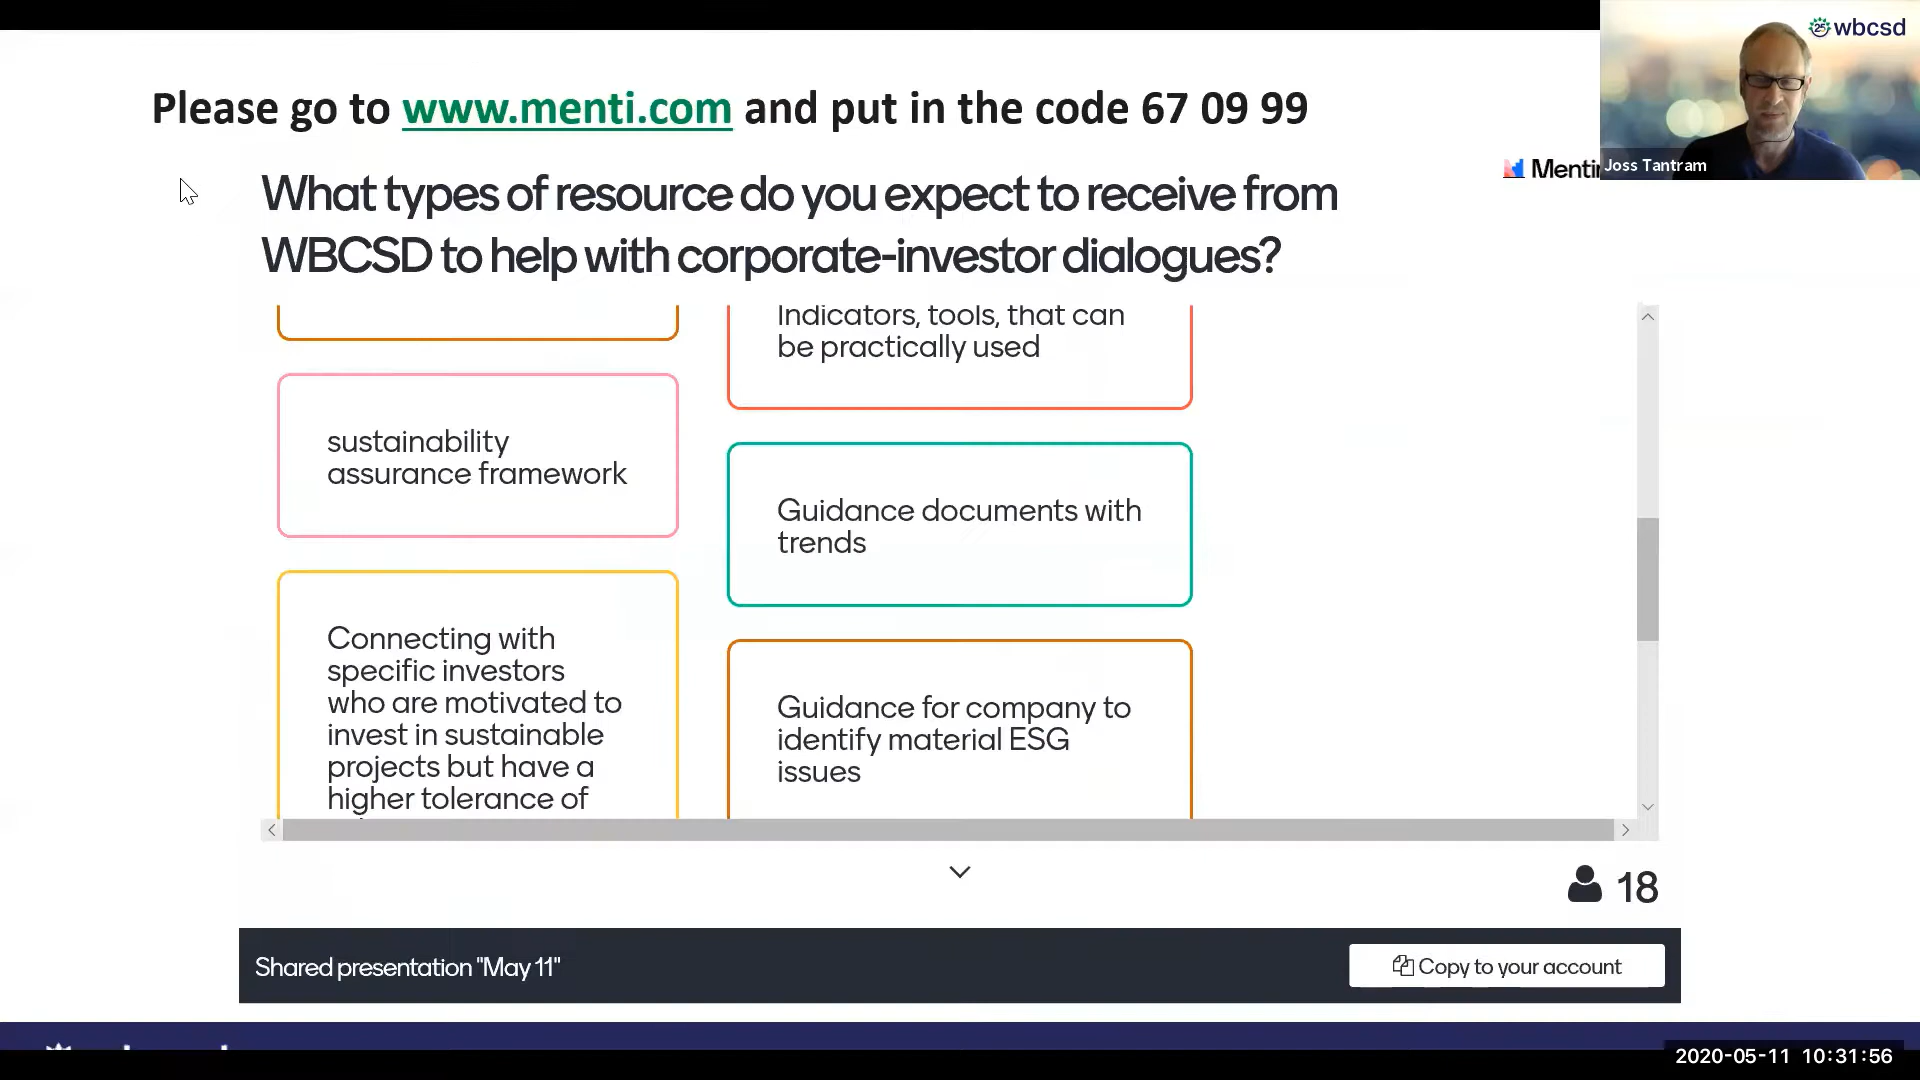 wbcsd
Please go to www.menti.com and put in the code 67 09 99
Joss Tantram
What types of resource do you expect to receive from
WBCSD to help with corporate-investor dialogues?
Indicators, tools, that can
be practically used
sustainability
assurance framework
Guidance documents with
trends
Connecting with
specific investors
who are motivated to
invest in sustainable
projects but have a
higher tolerance of
Guidance for company to
identify material ESG
issues
18
Shared presentation "May 11"
Copy to your account
2020-05-11 10:31:56